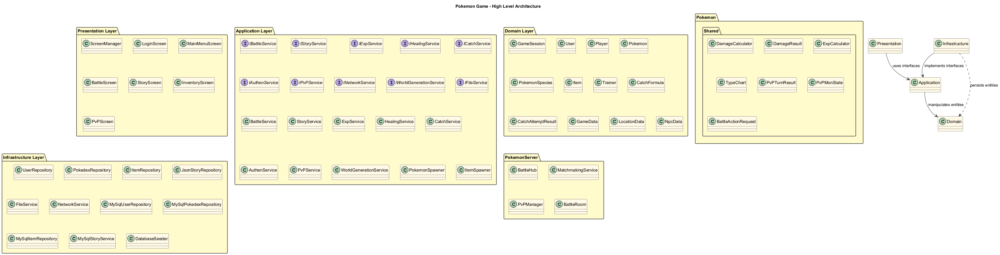 Pokemon Game - High Level Architecture
Presentation Layer
C ScreenManager
C LoginScreen
C MainMenuScreen
C BattleScreen
C StoryScreen
C InventoryScreen
C PvPScreen
Application Layer
I IBattleService
I IStoryService
I IExpService
I IHealingService
I ICatchService
I IAuthenService
I IPvPService
I INetworkService
I IWorldGenerationService
I IFileService
C BattleService
C StoryService
C ExpService
C HealingService
C CatchService
C AuthenService
C PvPService
C WorldGenerationService
C PokemonSpawner
C ItemSpawner
Domain Layer
C GameSession
C User
C Player
C Pokemon
C PokemonSpecies
C Item
C Trainer
C CatchFormula
C CatchAttemptResult
C GameData
C LocationData
C NpcData
Pokemon
Shared
C DamageCalculator
C DamageResult
C ExpCalculator
C TypeChart
C PvPTurnResult
C PvPMonState
C BattleActionRequest
C Presentation
C Infrastructure
uses interfaces
implements interfaces
C Application
persists entities
manipulates entities
C Domain
Infrastructure Layer
C UserRepository
C PokedexRepository
C ItemRepository
C JsonStoryRepository
C FileService
C NetworkService
C MySqlUserRepository
C MySqlPokedexRepository
C MySqlItemRepository
C MySqlStoryService
C DatabaseSeeder
PokemonServer
C BattleHub
C MatchmakingService
C PvPManager
C BattleRoom